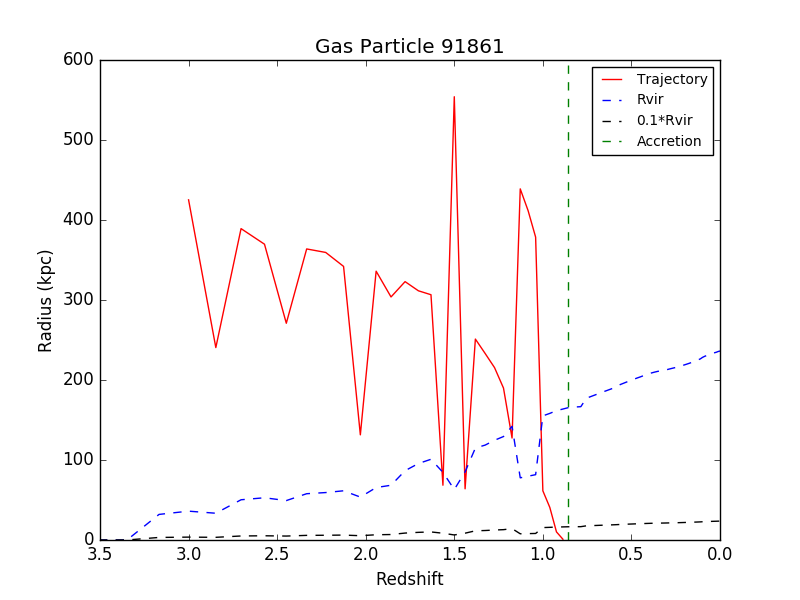 Gas Particle 91861
600
500
400
300
200
100
0
Radius (kpc)
Trajectory
Rvir
0.1*Rvir
Accretion
3.5 3.0 2.5 2.0 1.5 1.0 0.5 0.0
Redshift